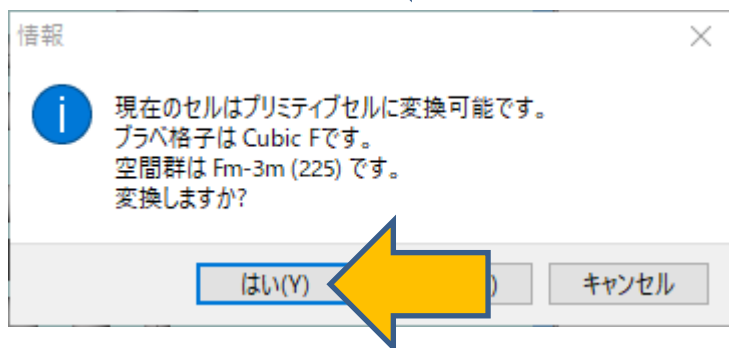 情報
現在のセルはプリミティブセルに変換可能です。
ブラベ格子は Cubic Fです。
空間群は Fm-3m (225) です。
変換しますか?
はい(Y)
)
キャンセル